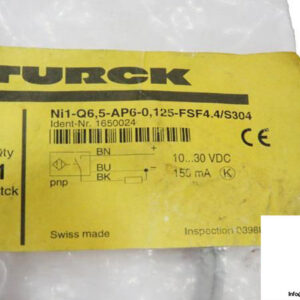 TURCK
Ni1-Q6,5-AP6-0,125-FSF4.4/S304
Ident-Nr. 1650024
BN
10...30 VDC
BU
150 mA K
BK
pnp
Swiss made
Inspection